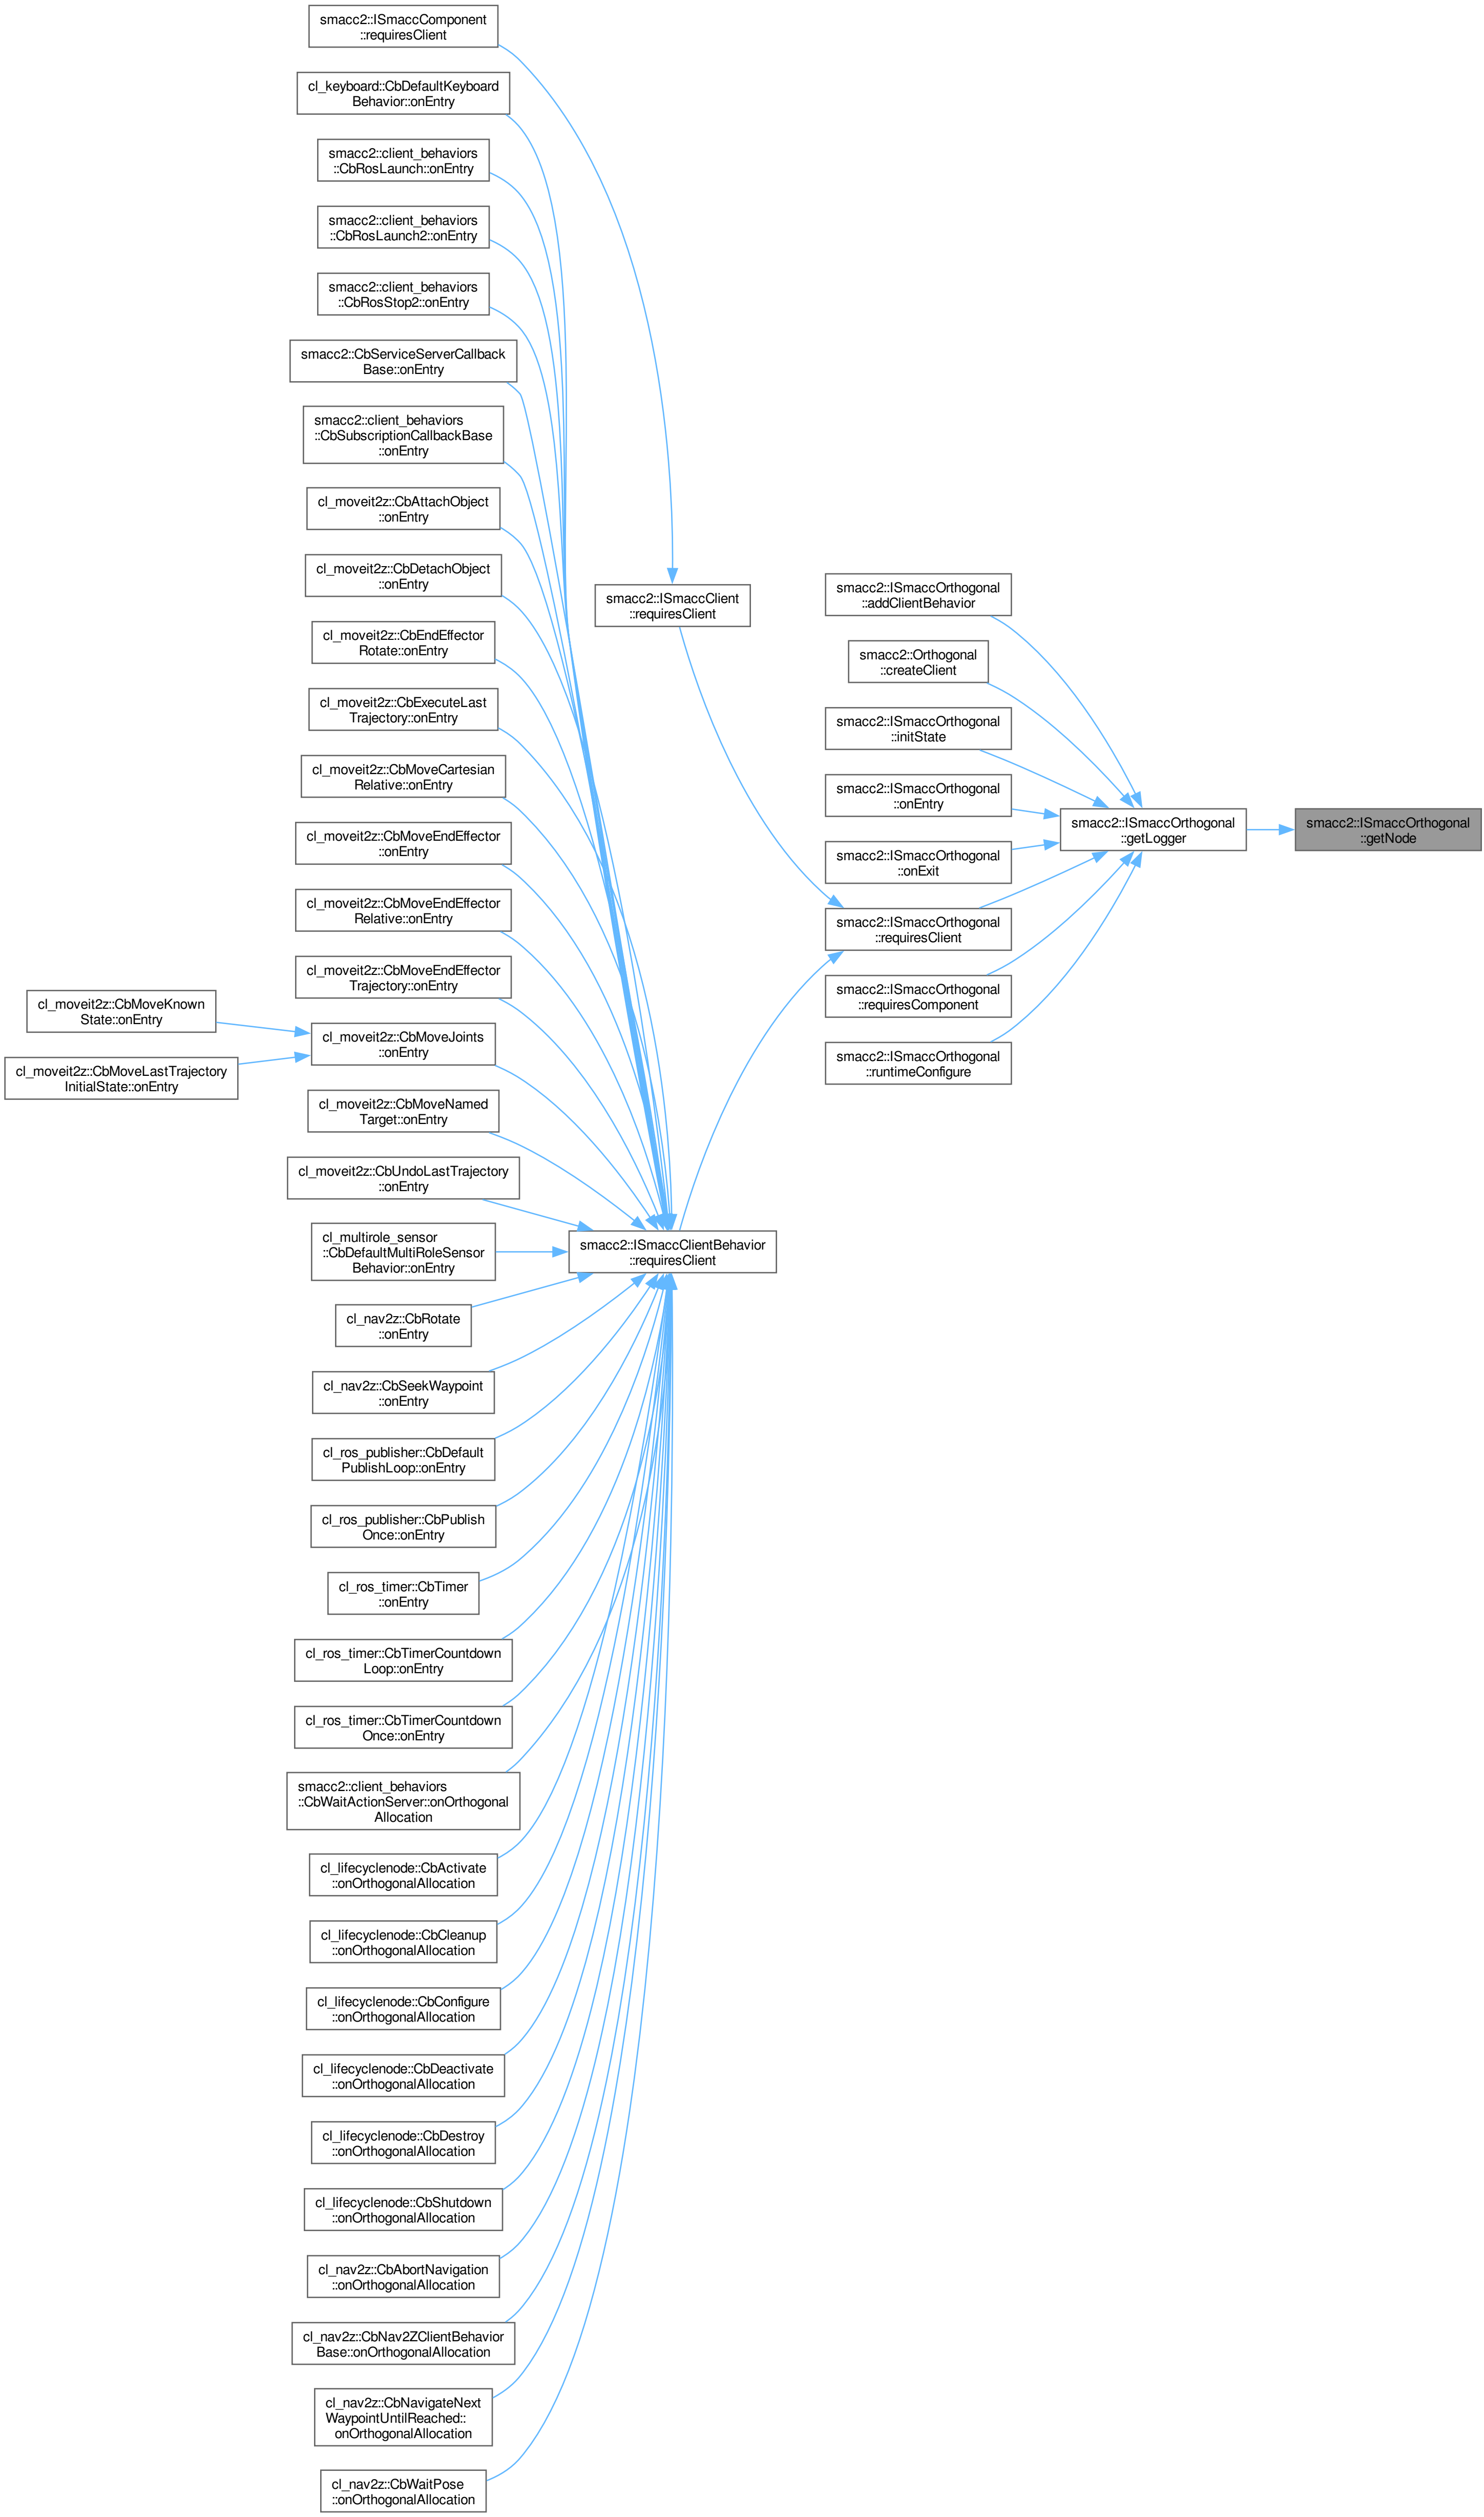 smacc2::ISmaccComponent
::requiresClient
cl_keyboard::CbDefaultKeyboard
Behavior::onEntry
smacc2::client_behaviors
::CbRosLaunch::onEntry
smacc2::client_behaviors
::CbRosLaunch2::onEntry
smacc2::client_behaviors
::CbRosStop2::onEntry
smacc2::CbServiceServerCallback
Base::onEntry
smacc2::client_behaviors
::CbSubscriptionCallbackBase
::onEntry
cl_moveit2z::CbAttachObject
::onEntry
cl_moveit2z::CbDetachObject
::onEntry
cl_moveit2z::CbEndEffector
Rotate::onEntry
cl_moveit2z::CbExecuteLast
Trajectory::onEntry
cl_moveit2z::CbMoveCartesian
Relative::onEntry
cl_moveit2z::CbMoveEndEffector
::onEntry
cl_moveit2z::CbMoveEndEffector
Relative::onEntry
cl_moveit2z::CbMoveEndEffector
Trajectory::onEntry
cl_moveit2z::CbMoveKnown
State::onEntry
cl_moveit2z::CbMoveLastTrajectory
InitialState::onEntry
cl_moveit2z::CbMoveJoints
::onEntry
cl_moveit2z::CbMoveNamed
Target::onEntry
cl_moveit2z::CbUndoLastTrajectory
::onEntry
cl_multirole_sensor
::CbDefaultMultiRoleSensor
Behavior::onEntry
cl_nav2z::CbRotate
::onEntry
cl_nav2z::CbSeekWaypoint
::onEntry
cl_ros_publisher::CbDefault
PublishLoop::onEntry
cl_ros_publisher::CbPublish
Once::onEntry
cl_ros_timer::CbTimer
::onEntry
cl_ros_timer::CbTimerCountdown
Loop::onEntry
cl_ros_timer::CbTimerCountdown
Once::onEntry
smacc2::client_behaviors
::CbWaitActionServer::onOrthogonal
Allocation
cl_lifecyclenode::CbActivate
::onOrthogonalAllocation
cl_lifecyclenode::CbCleanup
::onOrthogonalAllocation
cl_lifecyclenode::CbConfigure
::onOrthogonalAllocation
cl_lifecyclenode::CbDeactivate
::onOrthogonalAllocation
cl_lifecyclenode::CbDestroy
::onOrthogonalAllocation
cl_lifecyclenode::CbShutdown
::onOrthogonalAllocation
cl_nav2z::CbAbortNavigation
::onOrthogonalAllocation
cl_nav2z::CbNav2ZClientBehavior
Base::onOrthogonalAllocation
cl_nav2z::CbNavigateNext
WaypointUntilReached::
onOrthogonalAllocation
cl_nav2z::CbWaitPose
::onOrthogonalAllocation
smacc2::ISmaccClient
::requiresClient
smacc2::ISmaccClientBehavior
::requiresClient
smacc2::ISmaccOrthogonal
::addClientBehavior
smacc2::Orthogonal
::createClient
smacc2::ISmaccOrthogonal
::initState
smacc2::ISmaccOrthogonal
::onEntry
smacc2::ISmaccOrthogonal
::onExit
smacc2::ISmaccOrthogonal
::requiresClient
smacc2::ISmaccOrthogonal
::requiresComponent
smacc2::ISmaccOrthogonal
::runtimeConfigure
smacc2::ISmaccOrthogonal
::getLogger
smacc2::ISmaccOrthogonal
::getNode